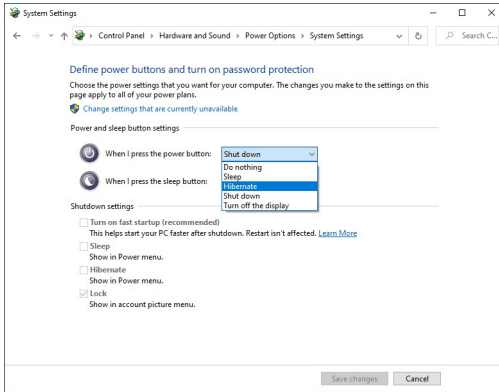 System Settings
Control Panel > Hardware and Sound > Power Options > System Settings
Search C...
Define power buttons and turn on password protection
Choose the power settings that you want for your computer. The changes you make to the settings on this
page apply to all of your power plans.
Change settings that are currently unavailable
Power and sleep button settings
When I press the power button: Shut down
Do nothing
Sleep
When I press the sleep button: Hibernate
Shut down
Turn off the display
Shutdown settings
Turn on fast startup (recommended)
This helps start your PC faster after shutdown. Restart isn't affected. Learn More
Sleep
Show in Power menu.
Hibernate
Show in Power menu.
Lock
Show in account picture menu.
Save changes Cancel